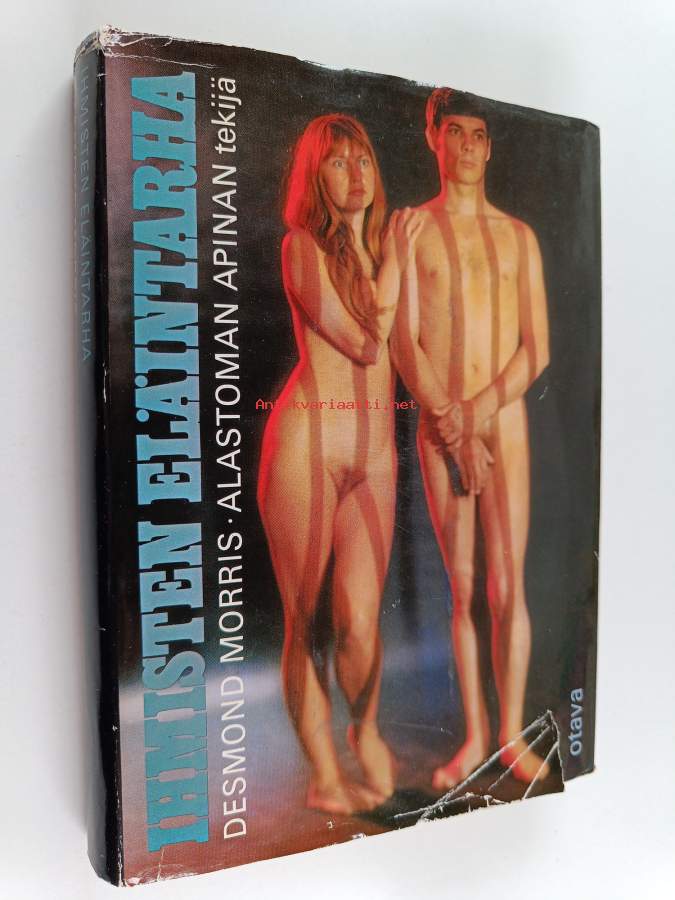 IHMISTEN ELÄINTARHA
IHMISTEN ELÄINTARHA
DESMOND MORRIS · ALASTOMAN APINAN tekijä
Antikvariaatti.net
otava